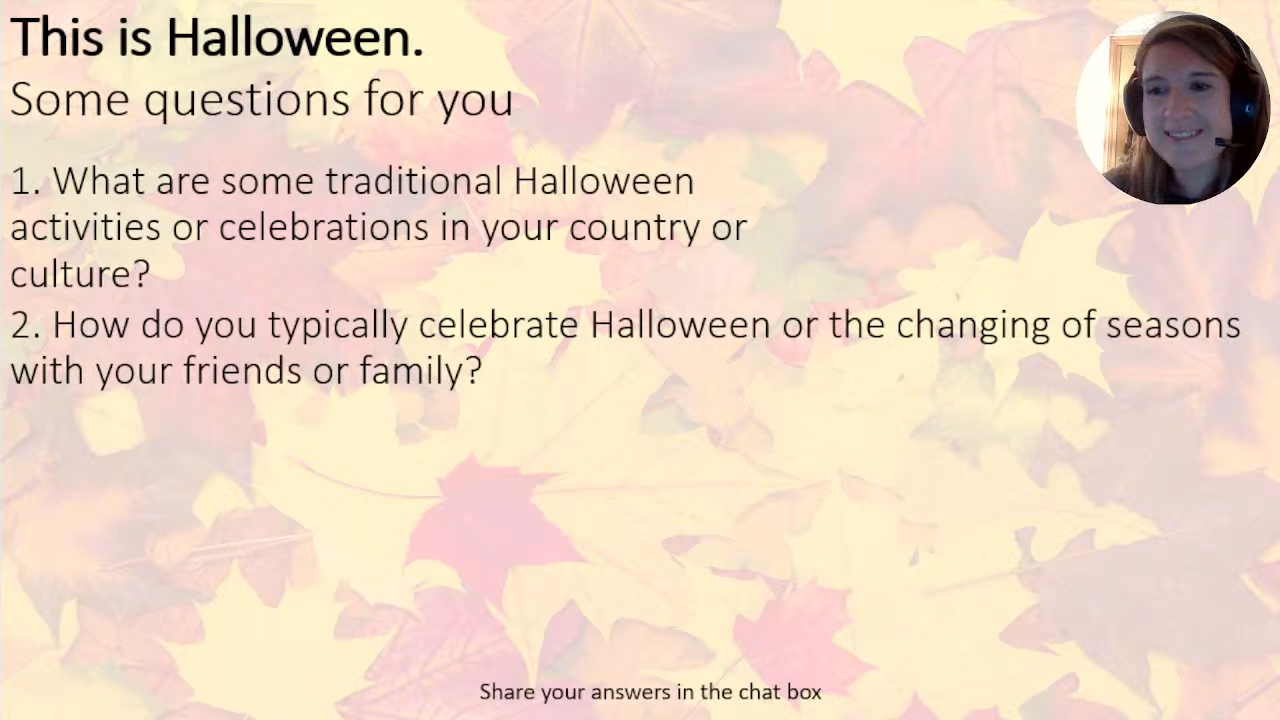 This is Halloween.
Some questions for you
1. What are some traditional Halloween
activities or celebrations in your country or
culture?
2. How do you typically celebrate Halloween or the changing of seasons
with your friends or family?
Share your answers in the chat box